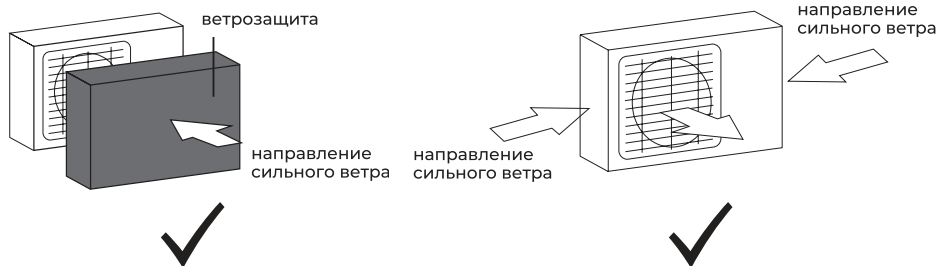 ветрозащита
направление
сильного ветра
направление
сильного ветра
направление
сильного ветра